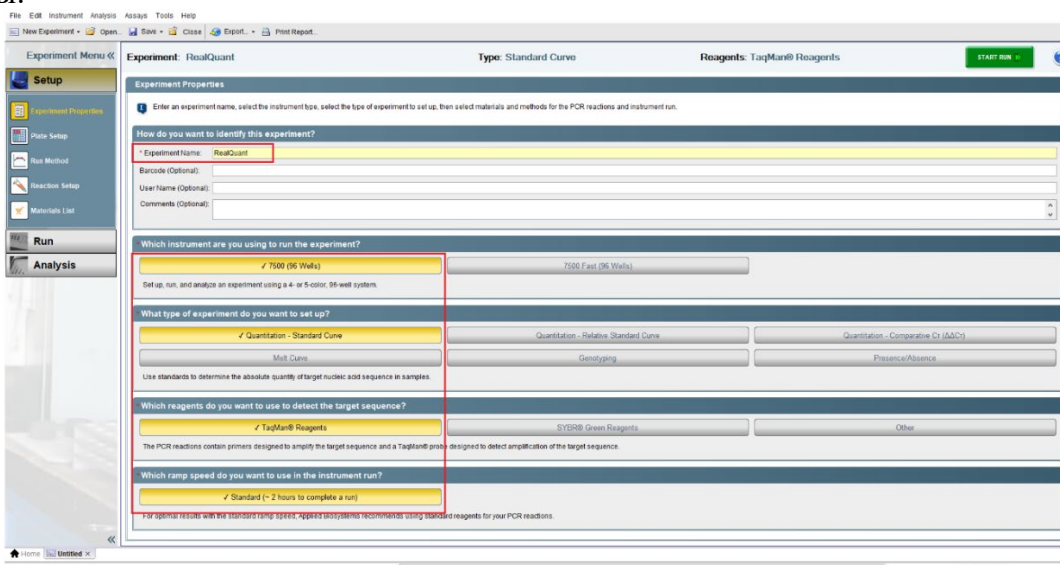 File Edit Instrument Analysis Assays Tools Help
New Experiment Open... Save Close Export... Print Report...
Experiment Menu «
Experiment: RealQuant Type: Standard Curve Reagents: TaqMan® Reagents START RUN
Setup
Experiment Properties
Plate Setup
Run Method
Reaction Setup
Materials List
Run
Analysis
Experiment Properties
Enter an experiment name, select the instrument type, select the type of experiment to set up, then select materials and methods for the PCR reactions and instrument run.
How do you want to identify this experiment?
* Experiment Name: RealQuant
Barcode (Optional):
User Name (Optional):
Comments (Optional):
Which instrument are you using to run the experiment?
✓ 7500 (96 Wells) 7500 Fast (96 Wells)
Set up, run, and analyze an experiment using a 4- or 5-color, 96-well system.
What type of experiment do you want to set up?
✓ Quantitation - Standard Curve Quantitation - Relative Standard Curve Quantitation - Comparative CT (ΔΔCT)
Melt Curve Genotyping Presence/Absence
Use standards to determine the absolute quantity of target nucleic acid sequence in samples.
Which reagents do you want to use to detect the target sequence?
✓ TaqMan® Reagents SYBR® Green Reagents Other
The PCR reactions contain primers designed to amplify the target sequence and a TaqMan® probe designed to detect amplification of the target sequence.
Which ramp speed do you want to use in the instrument run?
✓ Standard (~ 2 hours to complete a run)
For optimal results with the standard ramp speed, Applied Biosystems recommends using standard reagents for your PCR reactions.
«
Home Untitled ×